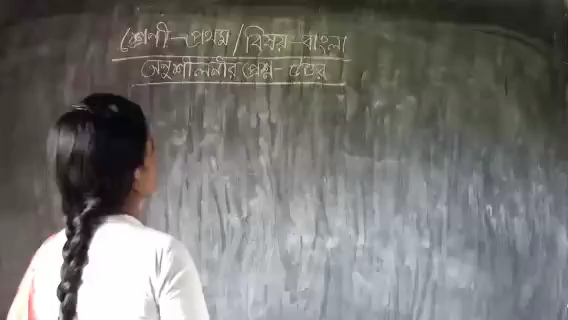 শ্রেণী - প্রথম / বিষয় - বাংলা
অনুশীলনীর প্রশ্ন - উত্তর